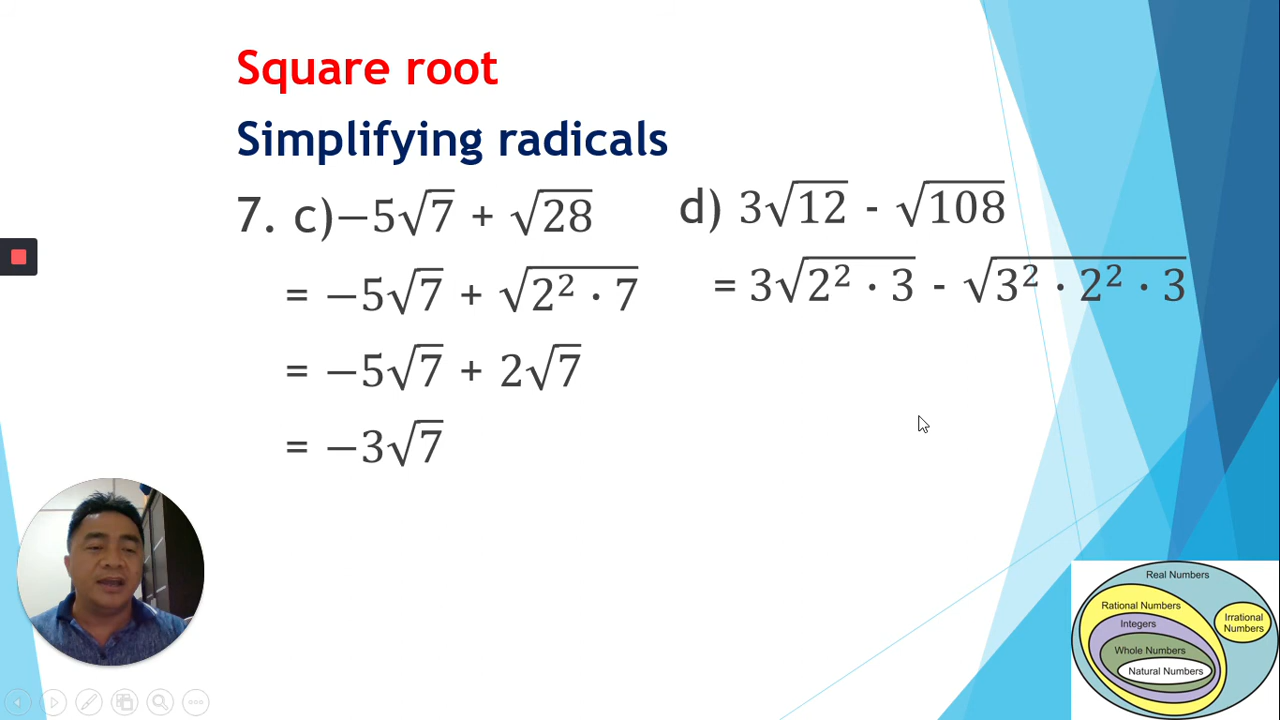 Square root
Simplifying radicals
7. c)−5√7 + √28
= −5√7 + √(2² · 7)
= −5√7 + 2√7
= −3√7
d) 3√12 - √108
= 3√(2² · 3) - √(3² · 2² · 3)
Real Numbers
Rational Numbers
Irrational
Numbers
Integers
Whole Numbers
Natural Numbers